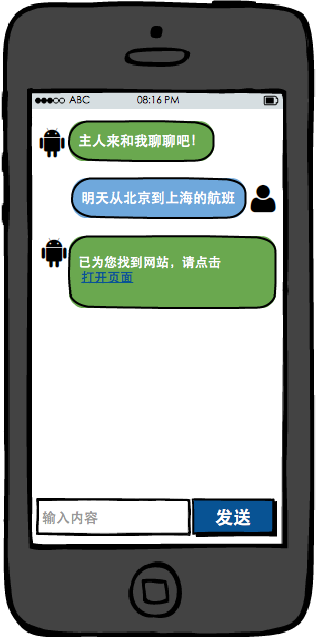 ABC 08:16 PM
主人来和我聊聊吧!
明天从北京到上海的航班
已为您找到网站，请点击
打开页面
输入内容
发送